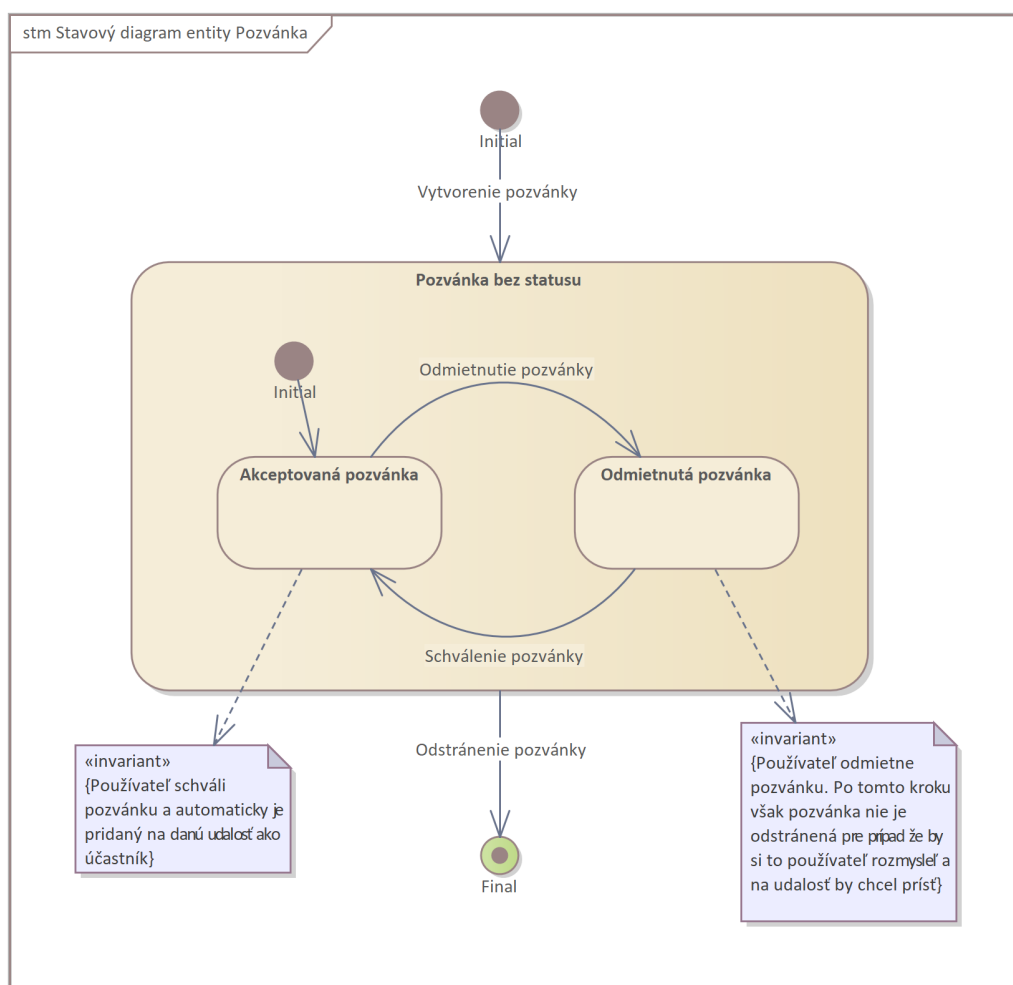 stm Stavový diagram entity Pozvánka
Initial
Vytvorenie pozvánky
Pozvánka bez statusu
Odmietnutie pozvánky
Initial
Akceptovaná pozvánka
Odmietnutá pozvánka
Schválenie pozvánky
Odstránenie pozvánky
«invariant»
{Používateľ schváli
pozvánku a automaticky je
pridaný na danú udalosť ako
účastník}
«invariant»
{Používateľ odmietne
pozvánku. Po tomto kroku
však pozvánka nie je
odstránená pre prípad že by
si to používateľ rozmysleľ a
na udalosť by chcel prísť}
Final